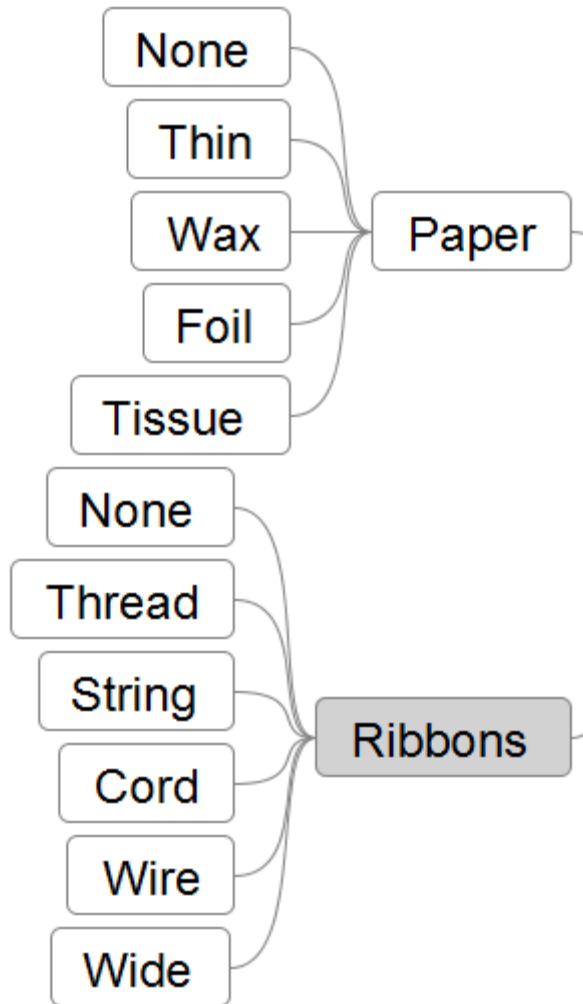 None
Thin
Wax
Foil
Tissue
Paper
None
Thread
String
Cord
Wire
Wide
Ribbons